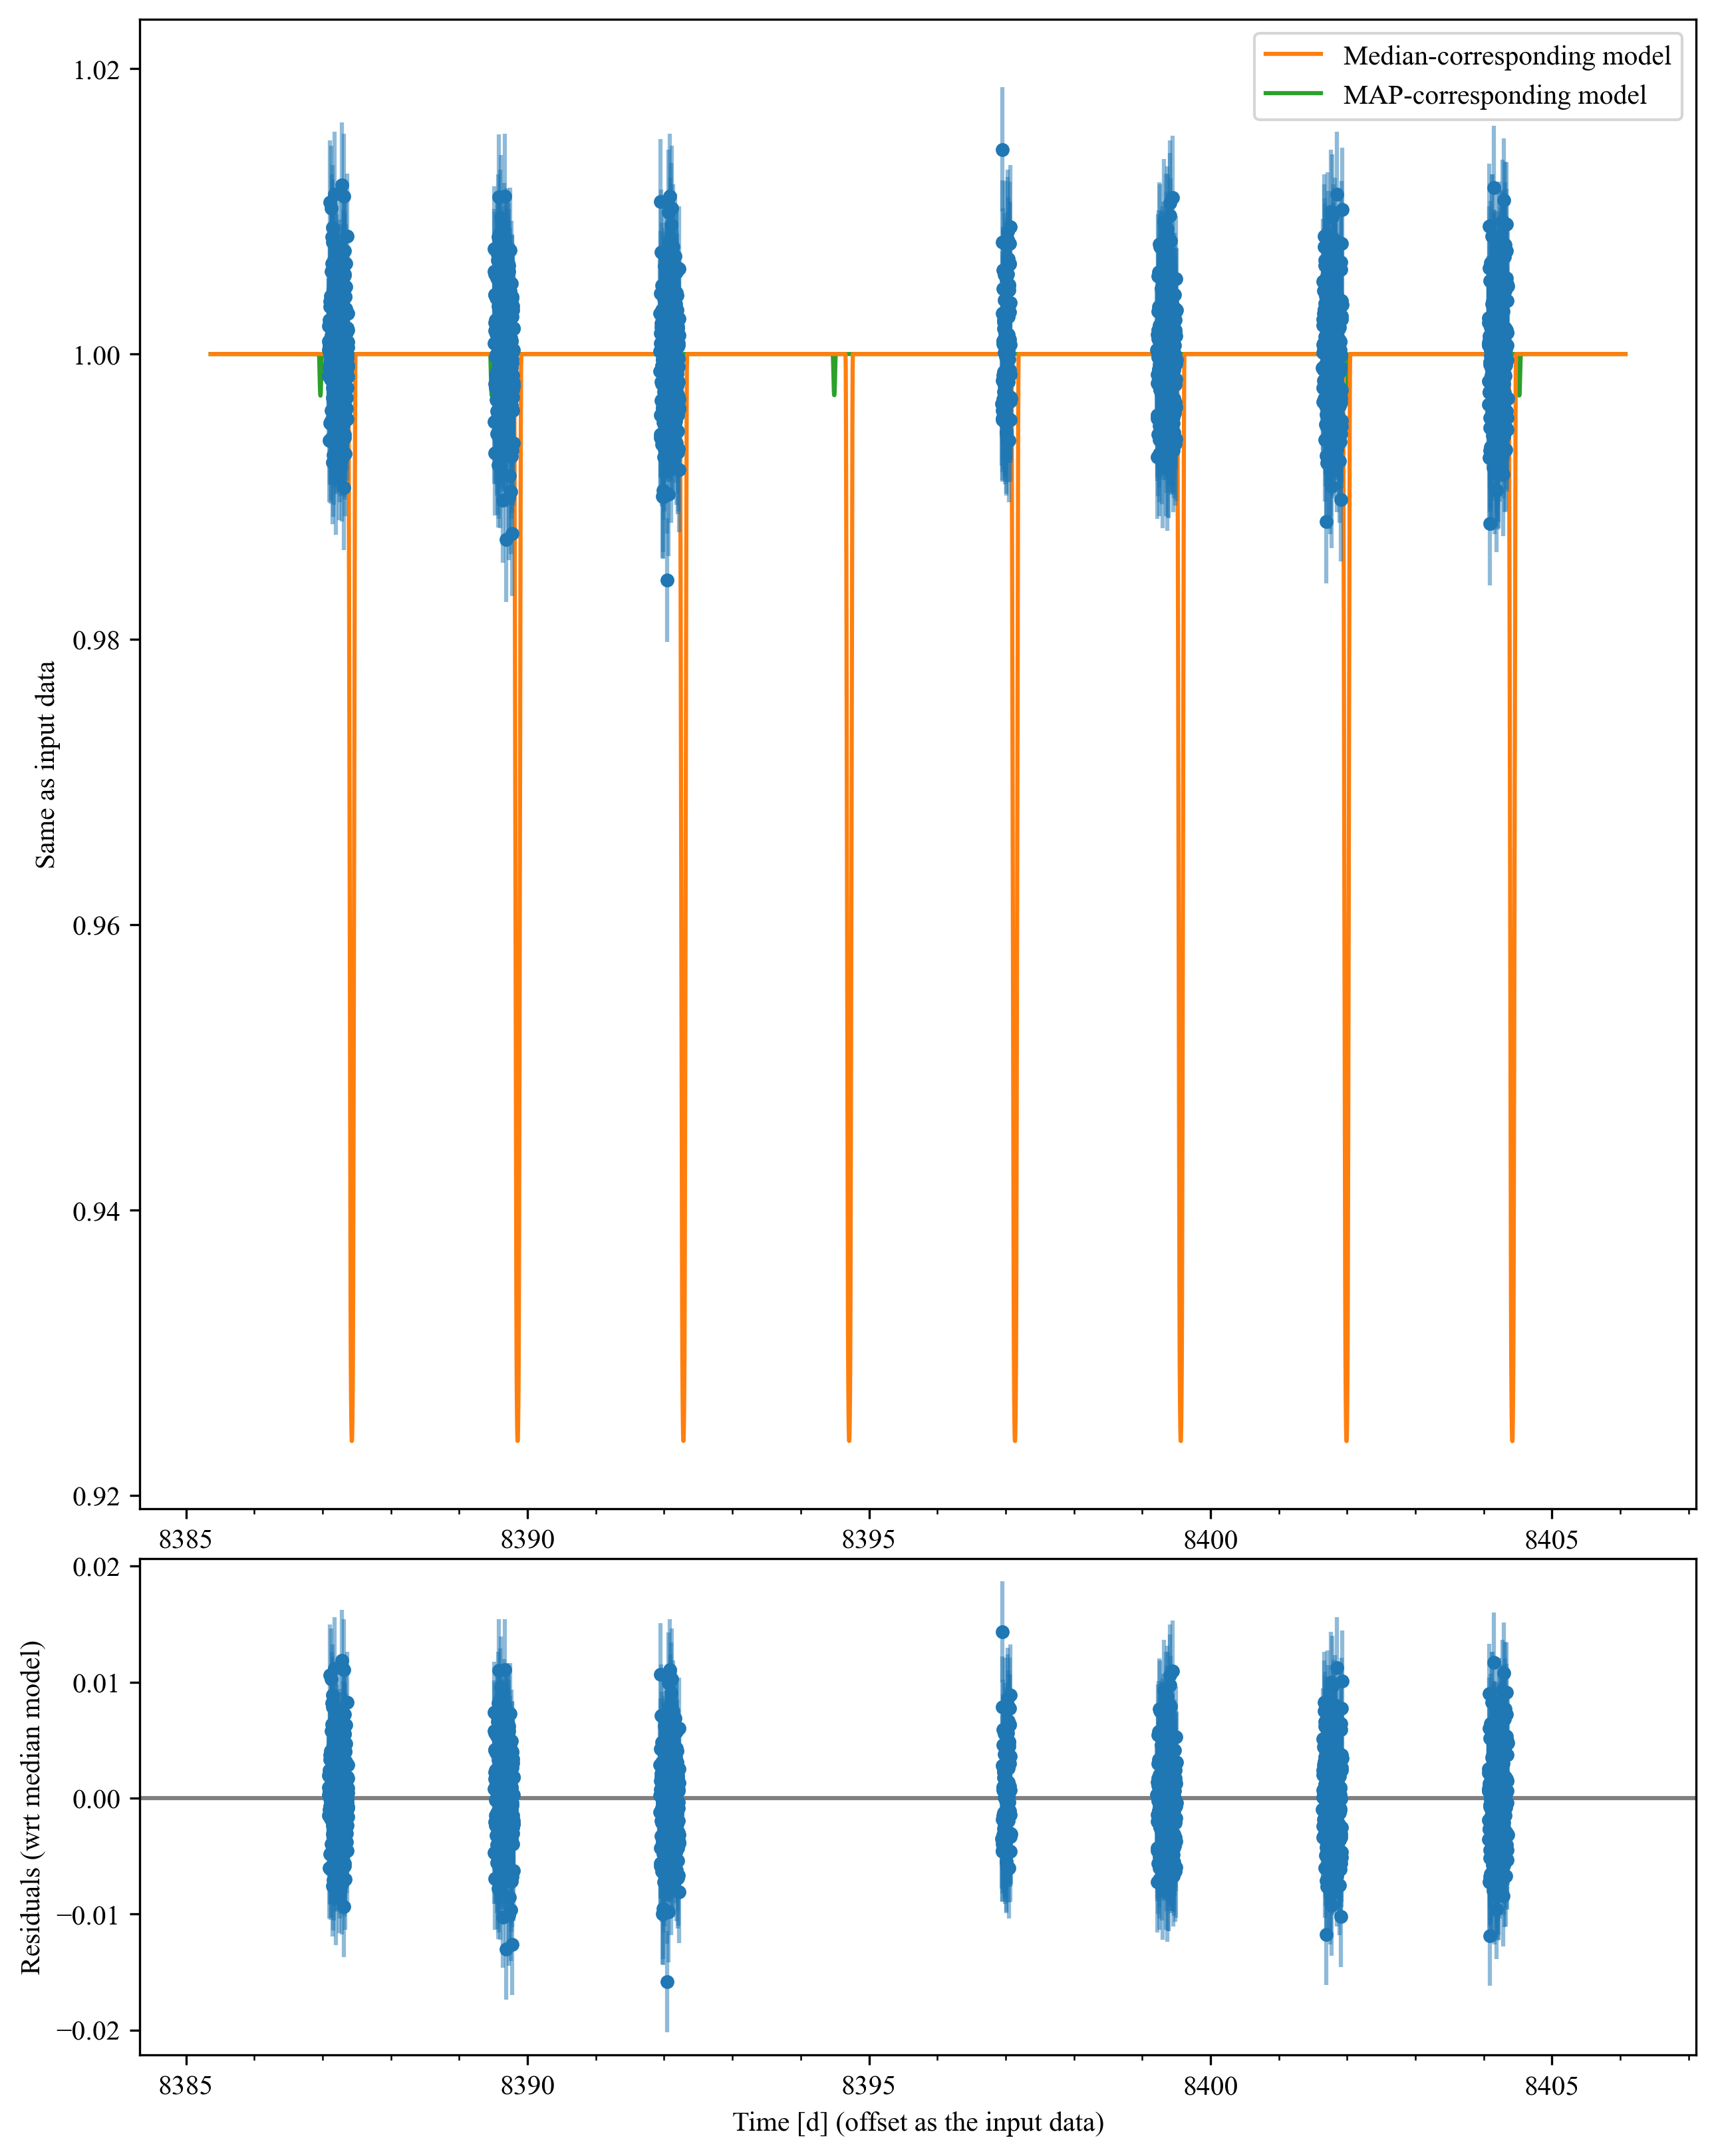 Median-corresponding model
MAP-corresponding model
1.02
1.00
0.98
0.96
0.94
0.92
Same as input data
8385 8390 8395 8400 8405
0.02
0.01
0.00
−0.01
−0.02
Residuals (wrt median model)
8385 8390 8395 8400 8405
Time [d] (offset as the input data)